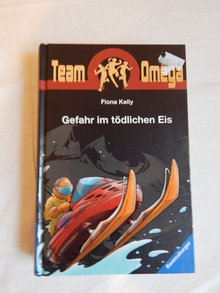 Team Omega
Fiona Kelly
Gefahr im tödlichen Eis
Ravensburger